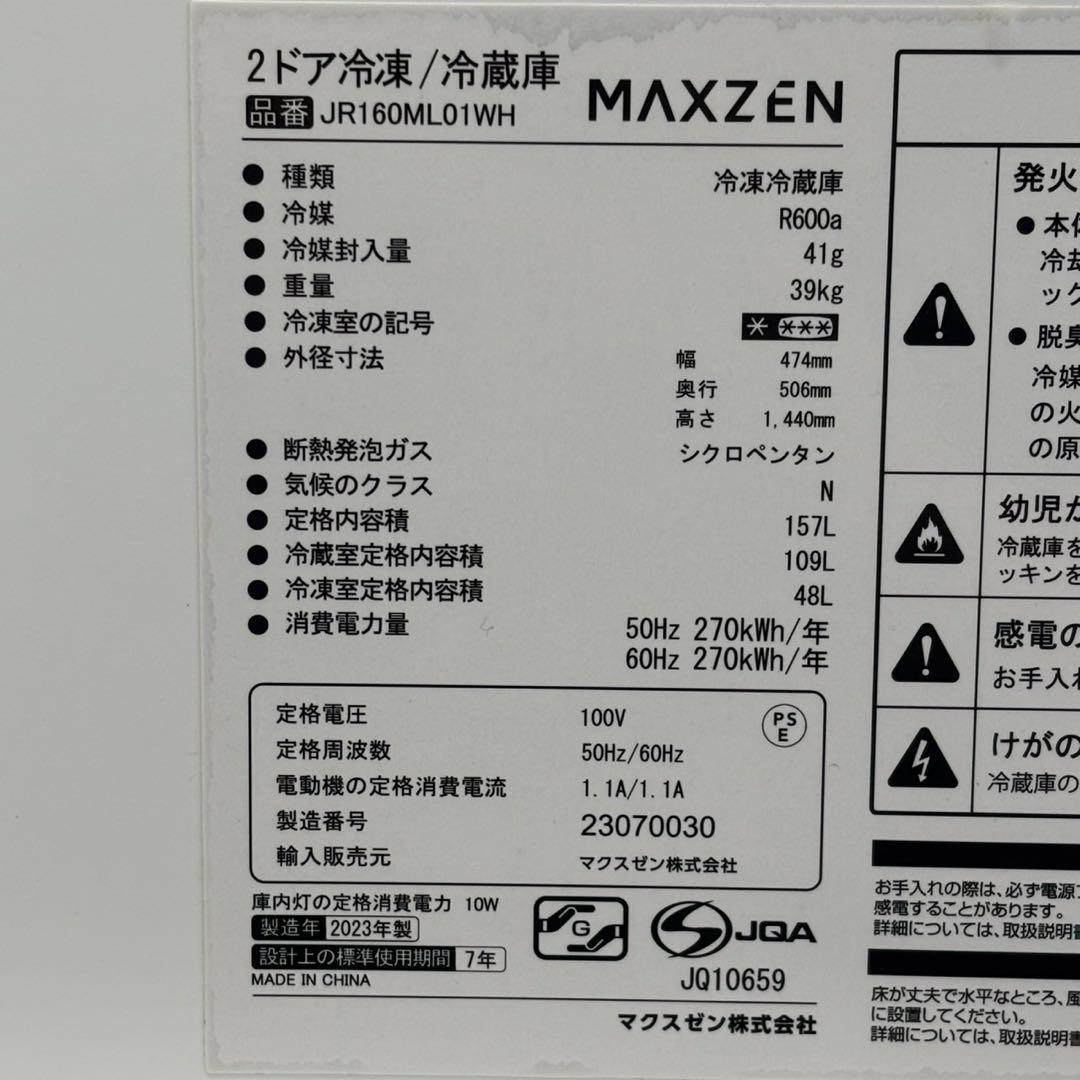 2ドア冷凍/冷蔵庫
品番 JR160ML01WH
MAXZEN
● 種類 冷凍冷蔵庫
● 冷媒 R600a
● 冷媒封入量 41g
● 重量 39kg
● 冷凍室の記号
● 外径寸法 幅 474mm
奥行 506mm
高さ 1,440mm
● 断熱発泡ガス シクロペンタン
● 気候のクラス N
● 定格内容積 157L
● 冷蔵室定格内容積 109L
● 冷凍室定格内容積 48L
● 消費電力量 50Hz 270kWh/年
60Hz 270kWh/年
定格電圧 100V
PS
E
定格周波数 50Hz/60Hz
電動機の定格消費電流 1.1A/1.1A
製造番号 23070030
輸入販売元 マクスゼン株式会社
庫内灯の定格消費電力 10W
製造年 2023年製
設計上の標準使用期間 7年
MADE IN CHINA
G
JQA
JQ10659
マクスゼン株式会社
発火
● 本体
冷却
ック
● 脱臭
冷媒
の火
の原
幼児が
冷蔵庫を
ッキンを
感電の
お手入れ
けがの
冷蔵庫の
お手入れの際は、必ず電源
感電することがあります。
詳細については、取扱説明書
床が丈夫で水平なところ、風
に設置してください。
詳細については、取扱説明書